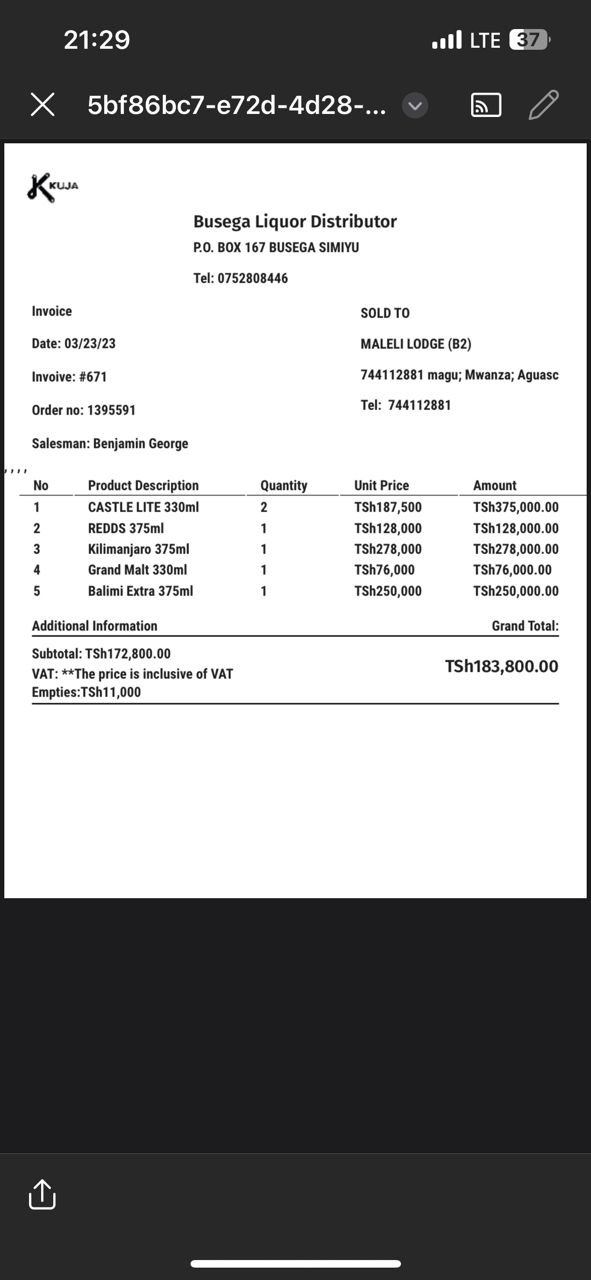 21:29
LTE 37
5bf86bc7-e72d-4d28-...
KUJA
Busega Liquor Distributor
P.O. BOX 167 BUSEGA SIMIYU
Tel: 0752808446
Invoice
SOLD TO
Date: 03/23/23
MALELI LODGE (B2)
Invoive: #671
744112881 magu; Mwanza; Aguasc
Order no: 1395591
Tel: 744112881
Salesman: Benjamin George
, , , ,
No Product Description Quantity Unit Price Amount
1 CASTLE LITE 330ml 2 TSh187,500 TSh375,000.00
2 REDDS 375ml 1 TSh128,000 TSh128,000.00
3 Kilimanjaro 375ml 1 TSh278,000 TSh278,000.00
4 Grand Malt 330ml 1 TSh76,000 TSh76,000.00
5 Balimi Extra 375ml 1 TSh250,000 TSh250,000.00
Additional Information Grand Total:
Subtotal: TSh172,800.00
VAT: **The price is inclusive of VAT
Empties:TSh11,000
TSh183,800.00